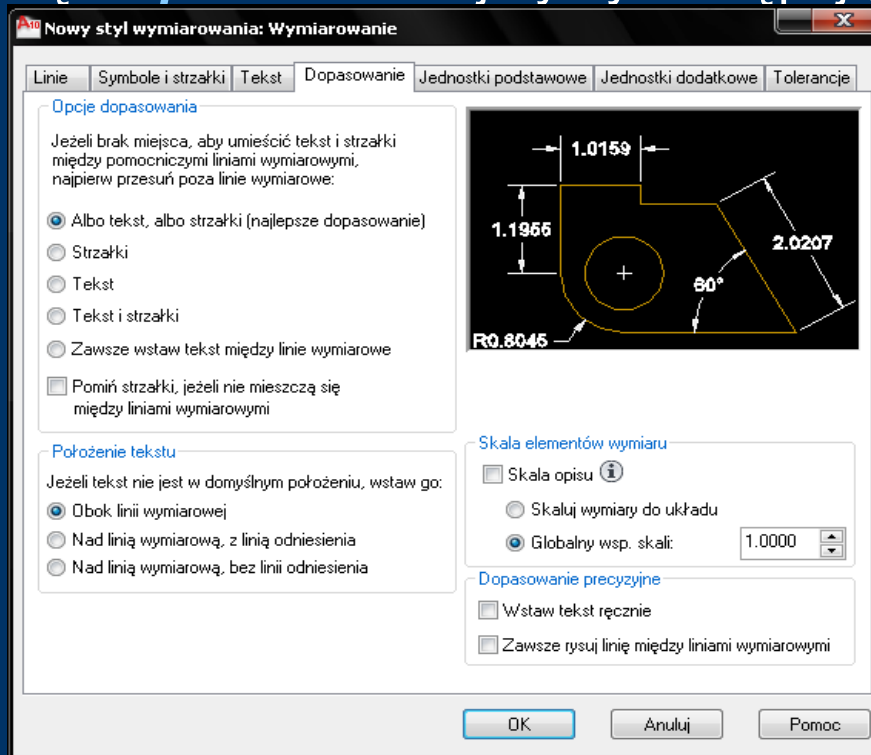 A10 Nowy styl wymiarowania: Wymiarowanie
Linie Symbole i strzałki Tekst Dopasowanie Jednostki podstawowe Jednostki dodatkowe Tolerancje
Opcje dopasowania
Jeżeli brak miejsca, aby umieścić tekst i strzałki
między pomocniczymi liniami wymiarowymi,
najpierw przesuń poza linie wymiarowe:
Albo tekst, albo strzałki (najlepsze dopasowanie)
Strzałki
Tekst
Tekst i strzałki
Zawsze wstaw tekst między linie wymiarowe
Pomiń strzałki, jeżeli nie mieszczą się
między liniami wymiarowymi
Położenie tekstu
Jeżeli tekst nie jest w domyślnym położeniu, wstaw go:
Obok linii wymiarowej
Nad linią wymiarową, z linią odniesienia
Nad linią wymiarową, bez linii odniesienia
1.0159
1.1955
2.0207
60°
R0.8045
Skala elementów wymiaru
Skala opisu
Skaluj wymiary do układu
Globalny wsp. skali: 1.0000
Dopasowanie precyzyjne
Wstaw tekst ręcznie
Zawsze rysuj linię między liniami wymiarowymi
OK Anuluj Pomoc